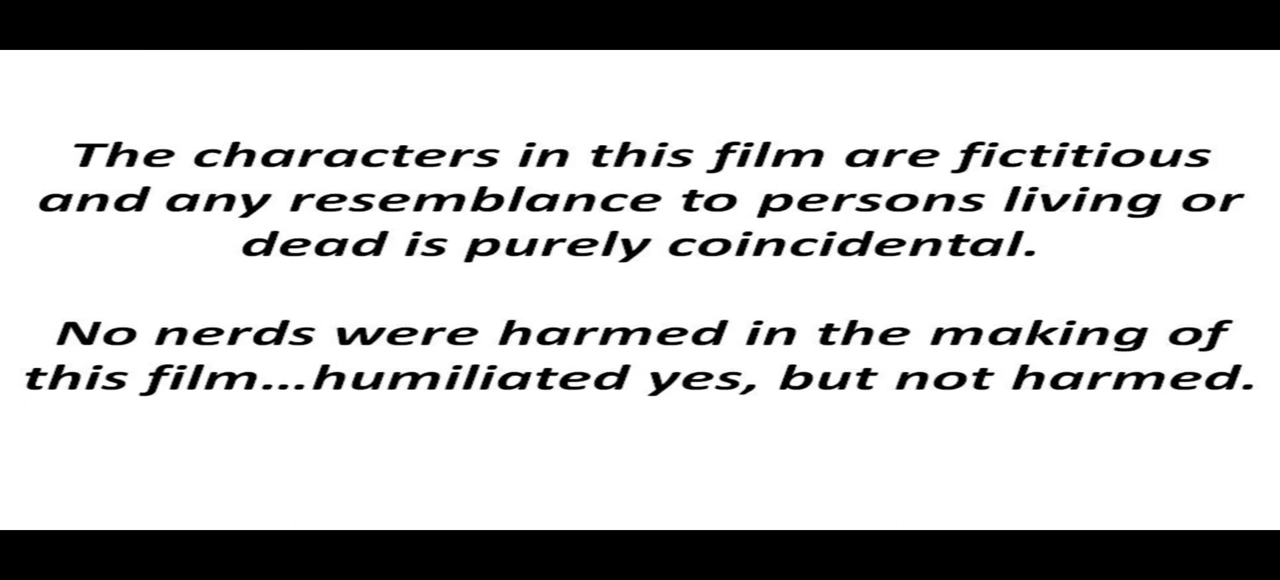 The characters in this film are fictitious
and any resemblance to persons living or
dead is purely coincidental.
No nerds were harmed in the making of
this film...humiliated yes, but not harmed.